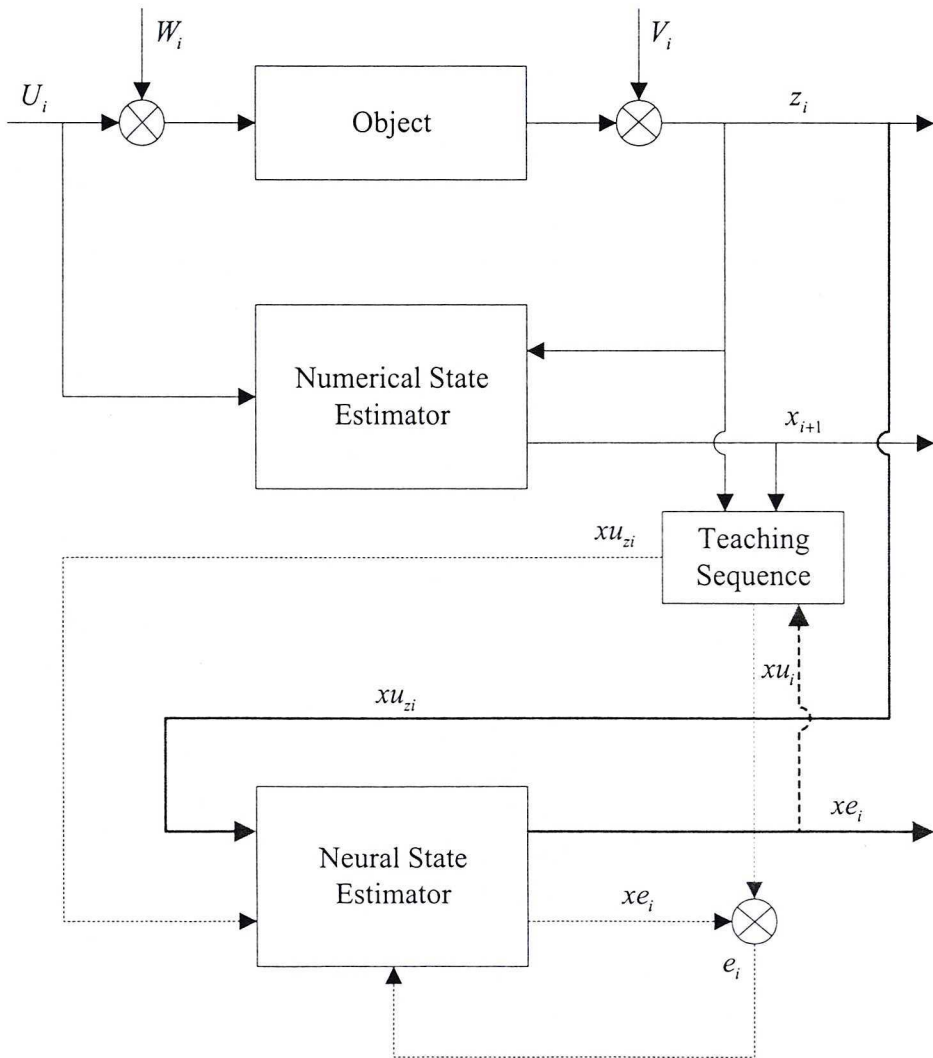 W_i
V_i
U_i
Object
z_i
Numerical State
Estimator
x_{i+1}
xu_{zi}
Teaching
Sequence
xu_i
xu_{zi}
xe_i
Neural State
Estimator
xe_i
e_i